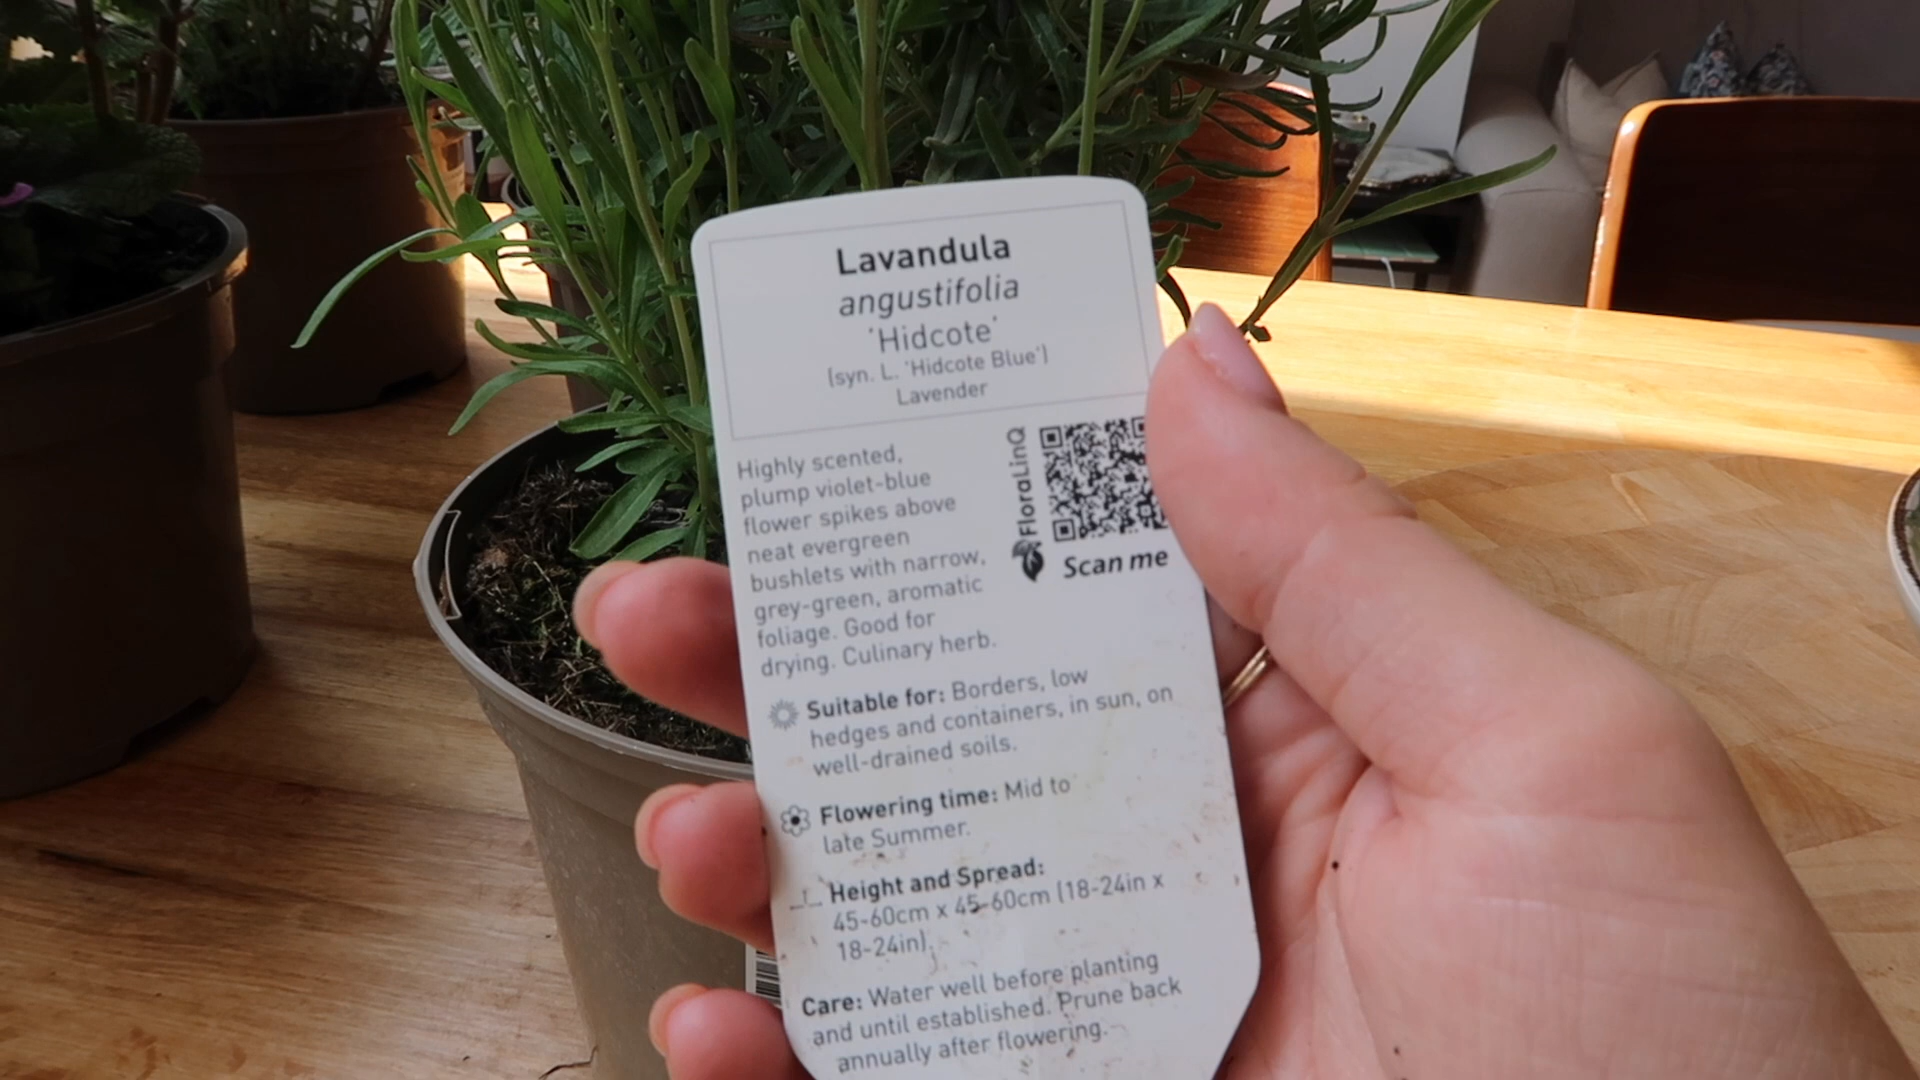 Lavandula
angustifolia
'Hidcote'
(syn. L. 'Hidcote Blue')
Lavender
Highly scented,
plump violet-blue
flower spikes above
neat evergreen
bushlets with narrow,
grey-green, aromatic
foliage. Good for
drying. Culinary herb.
FloraLinQ
Scan me
Suitable for: Borders, low
hedges and containers, in sun, on
well-drained soils.
Flowering time: Mid to
late Summer.
Height and Spread:
45-60cm x 45-60cm (18-24in x
18-24in).
Care: Water well before planting
and until established. Prune back
annually after flowering.